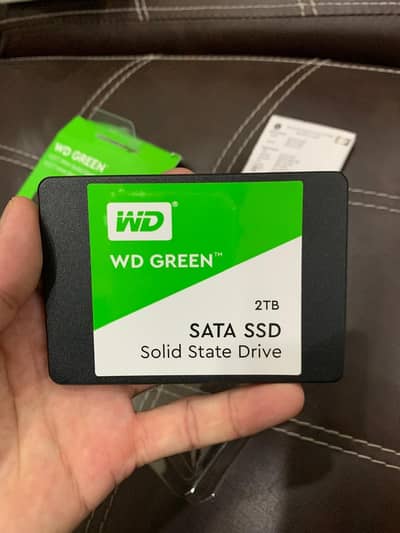 WD GREEN
WD®
WD GREEN™
2TB
SATA SSD
Solid State Drive